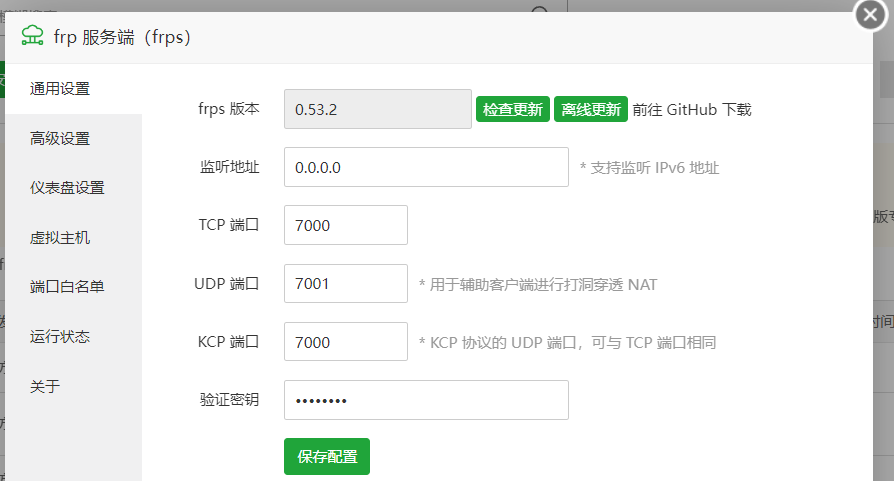 frp 服务端（frps）
通用设置
高级设置
仪表盘设置
虚拟主机
端口白名单
运行状态
关于
frps 版本 0.53.2 检查更新 离线更新 前往 GitHub 下载
监听地址 0.0.0.0 * 支持监听 IPv6 地址
TCP 端口 7000
UDP 端口 7001 * 用于辅助客户端进行打洞穿透 NAT
KCP 端口 7000 * KCP 协议的 UDP 端口，可与 TCP 端口相同
验证密钥 ••••••••
保存配置
版专
时间